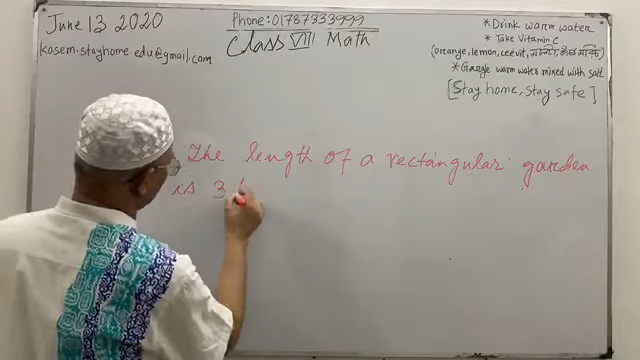 June 13 2020
kasem.stayhome edu@gmail.com
Phone: 01787333999
Class VIII Math
*Drink warm water
*Take Vitamin C
(orange, lemon, ceevit,
*Gargle warm water mixed with salt
[Stay home, Stay safe]
The length of a rectangular garden
is 3